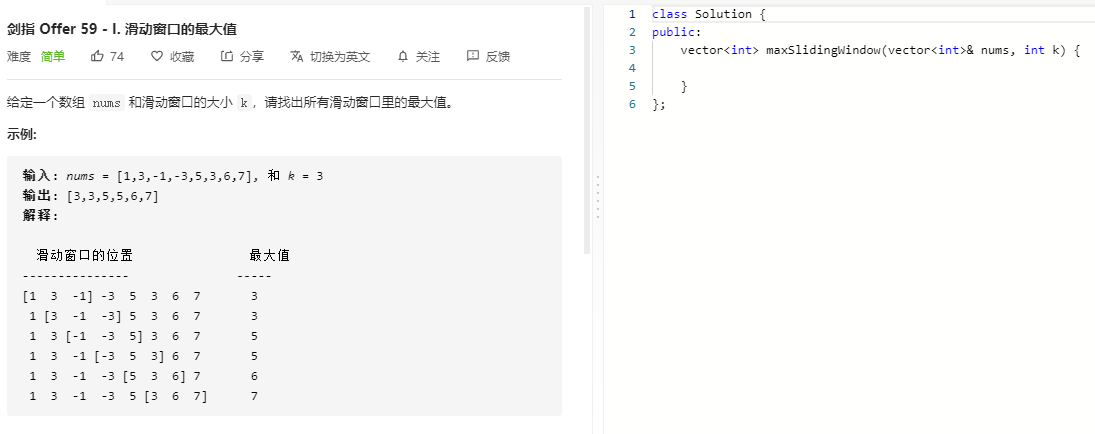 剑指 Offer 59 - I. 滑动窗口的最大值
难度 简单 74 收藏 分享 切换为英文 关注 反馈
给定一个数组 nums 和滑动窗口的大小 k，请找出所有滑动窗口里的最大值。
示例:
输入: nums = [1,3,-1,-3,5,3,6,7], 和 k = 3
输出: [3,3,5,5,6,7]
解释:
滑动窗口的位置 最大值
--------------- -----
[1 3 -1] -3 5 3 6 7 3
1 [3 -1 -3] 5 3 6 7 3
1 3 [-1 -3 5] 3 6 7 5
1 3 -1 [-3 5 3] 6 7 5
1 3 -1 -3 [5 3 6] 7 6
1 3 -1 -3 5 [3 6 7] 7
1 class Solution {
2 public:
3 vector<int> maxSlidingWindow(vector<int>& nums, int k) {
4
5 }
6 };